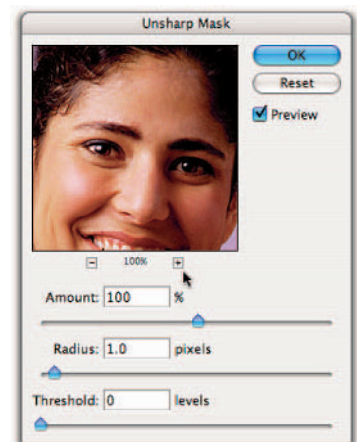 Unsharp Mask
OK
Reset
Preview
100%
Amount: 100 %
Radius: 1.0 pixels
Threshold: 0 levels